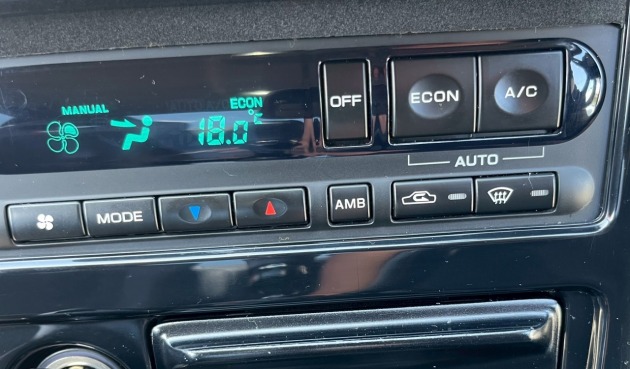 MANUAL
ECON
18.0°F
OFF
ECON
A/C
AUTO
MODE
AMB